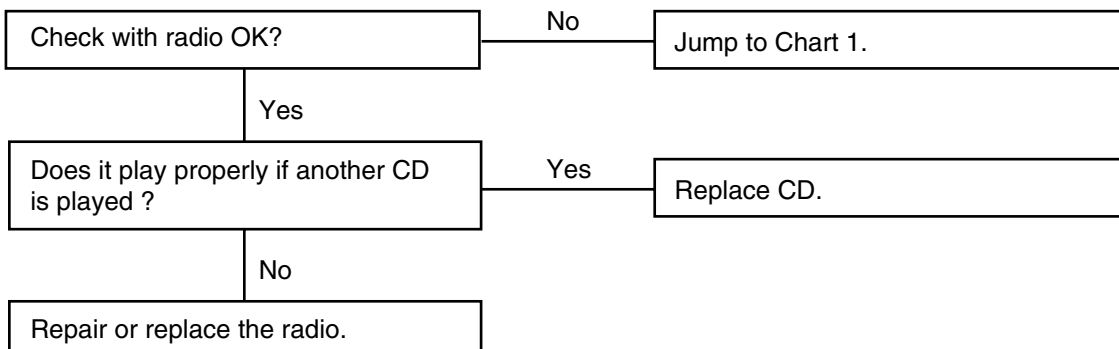 Check with radio OK?
No
Jump to Chart 1.
Yes
Does it play properly if another CD
is played ?
Yes
Replace CD.
No
Repair or replace the radio.